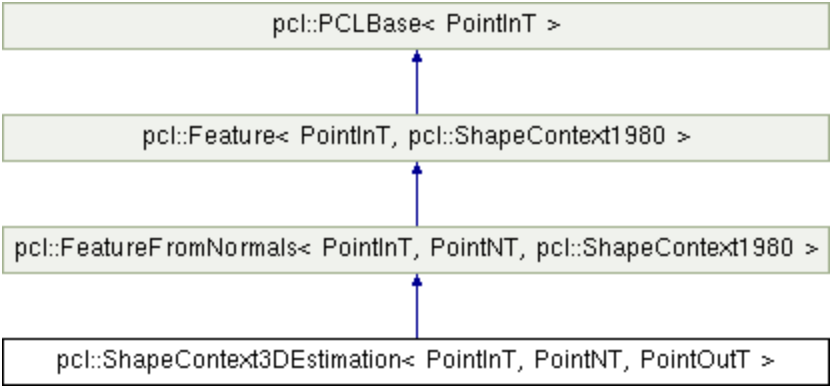 pcl::PCLBase< PointInT >
pcl::Feature< PointInT, pcl::ShapeContext1980 >
pcl::FeatureFromNormals< PointInT, PointNT, pcl::ShapeContext1980 >
pcl::ShapeContext3DEstimation< PointInT, PointNT, PointOutT >